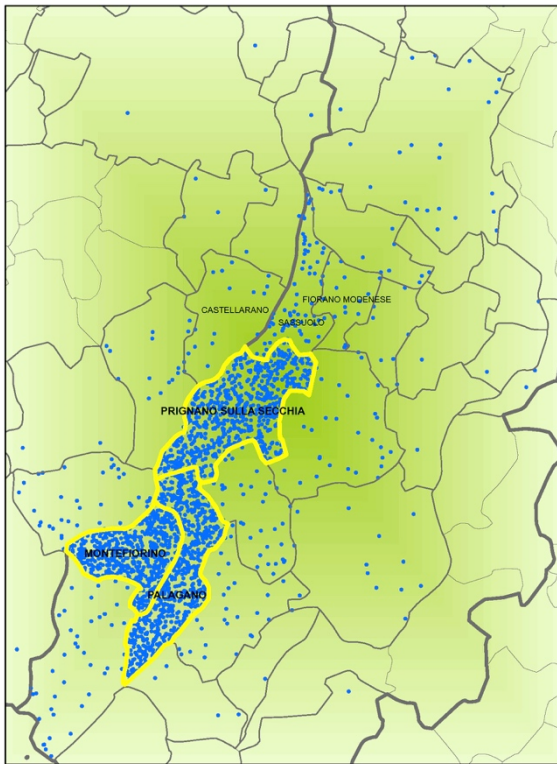 CASTELLARANO
FIORANO MODENESE
SASSUOLO
PRIGNANO SULLA SECCHIA
MONTEFIORINO
PALAGANO